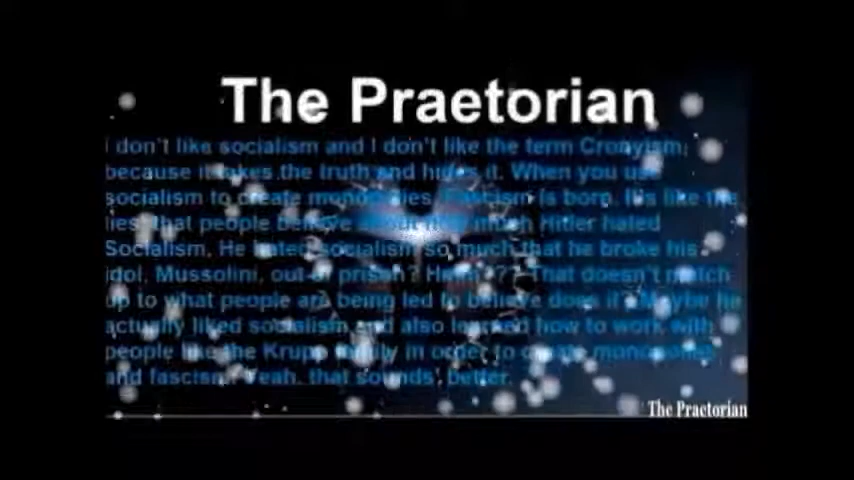 The Praetorian
I don't like socialism and I don't like the term Cronyism,
because it takes the truth and hides it. When you use
socialism to create monopolies, Fascism is born. It's like the
lies that people believe about how much Hitler hated
Socialism. He hated socialism so much that he broke his
idol, Mussolini, out of prison? Hmm??? That doesn't match
up to what people are being led to believe does it? Maybe he
actually liked socialism and also learned how to work with
people like the Krupp family in order to create monopolies
and fascism. Yeah, that sounds better.
The Praetorian